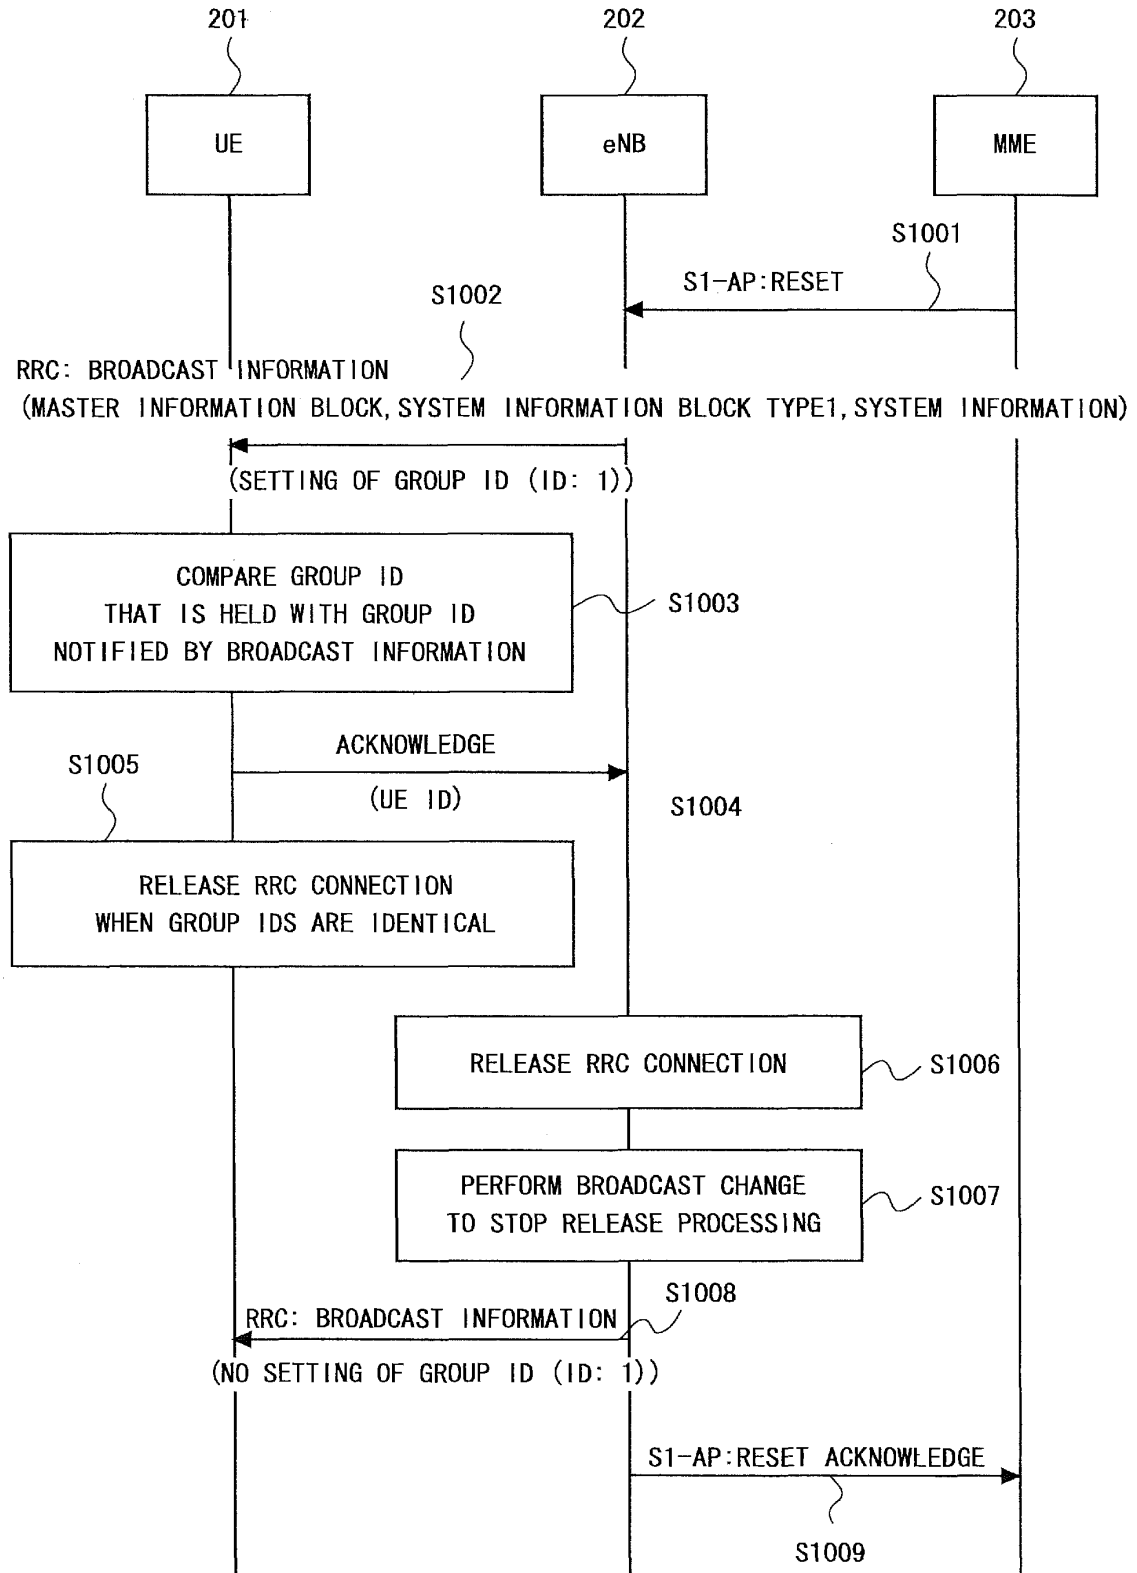 201
202
203
UE
eNB
MME
S1001
S1-AP:RESET
S1002
RRC: BROADCAST INFORMATION
(MASTER INFORMATION BLOCK, SYSTEM INFORMATION BLOCK TYPE1, SYSTEM INFORMATION)
(SETTING OF GROUP ID (ID: 1))
COMPARE GROUP ID
THAT IS HELD WITH GROUP ID
NOTIFIED BY BROADCAST INFORMATION
S1003
ACKNOWLEDGE
S1005
(UE ID)
S1004
RELEASE RRC CONNECTION
WHEN GROUP IDS ARE IDENTICAL
RELEASE RRC CONNECTION
S1006
PERFORM BROADCAST CHANGE
TO STOP RELEASE PROCESSING
S1007
S1008
RRC: BROADCAST INFORMATION
(NO SETTING OF GROUP ID (ID: 1))
S1-AP:RESET ACKNOWLEDGE
S1009